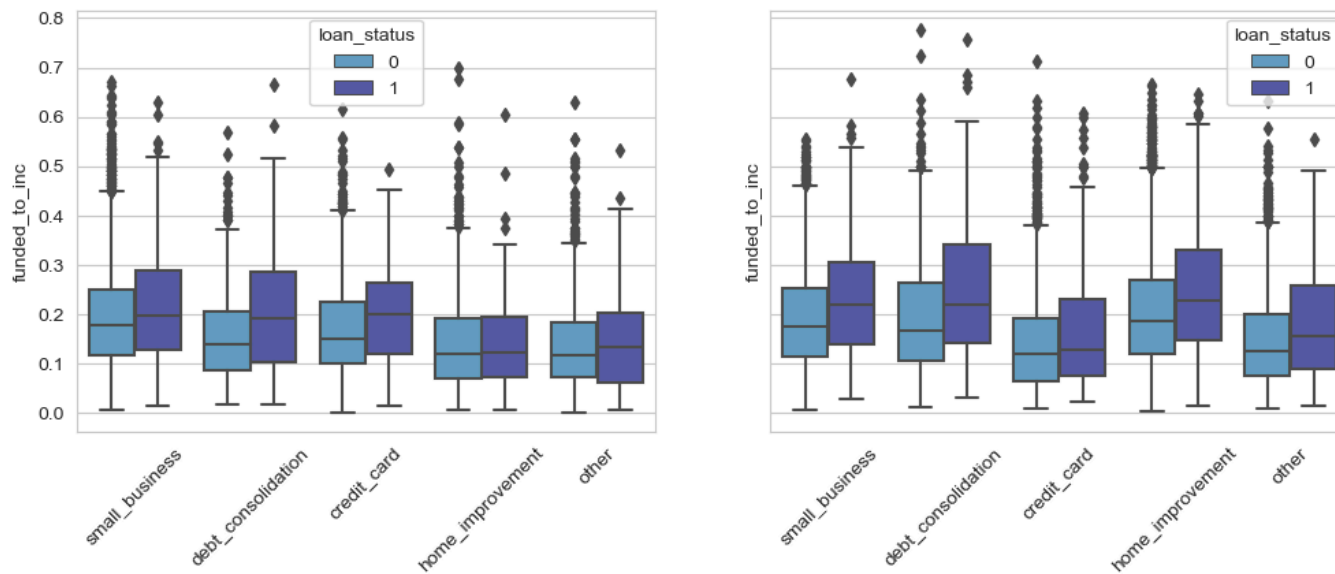 0.8
0.7
0.6
0.5
0.4
0.3
0.2
0.1
0.0
funded_to_inc
loan_status
0
1
small_business
debt_consolidation
credit_card
home_improvement
other
funded_to_inc
loan_status
0
1
small_business
debt_consolidation
credit_card
home_improvement
other